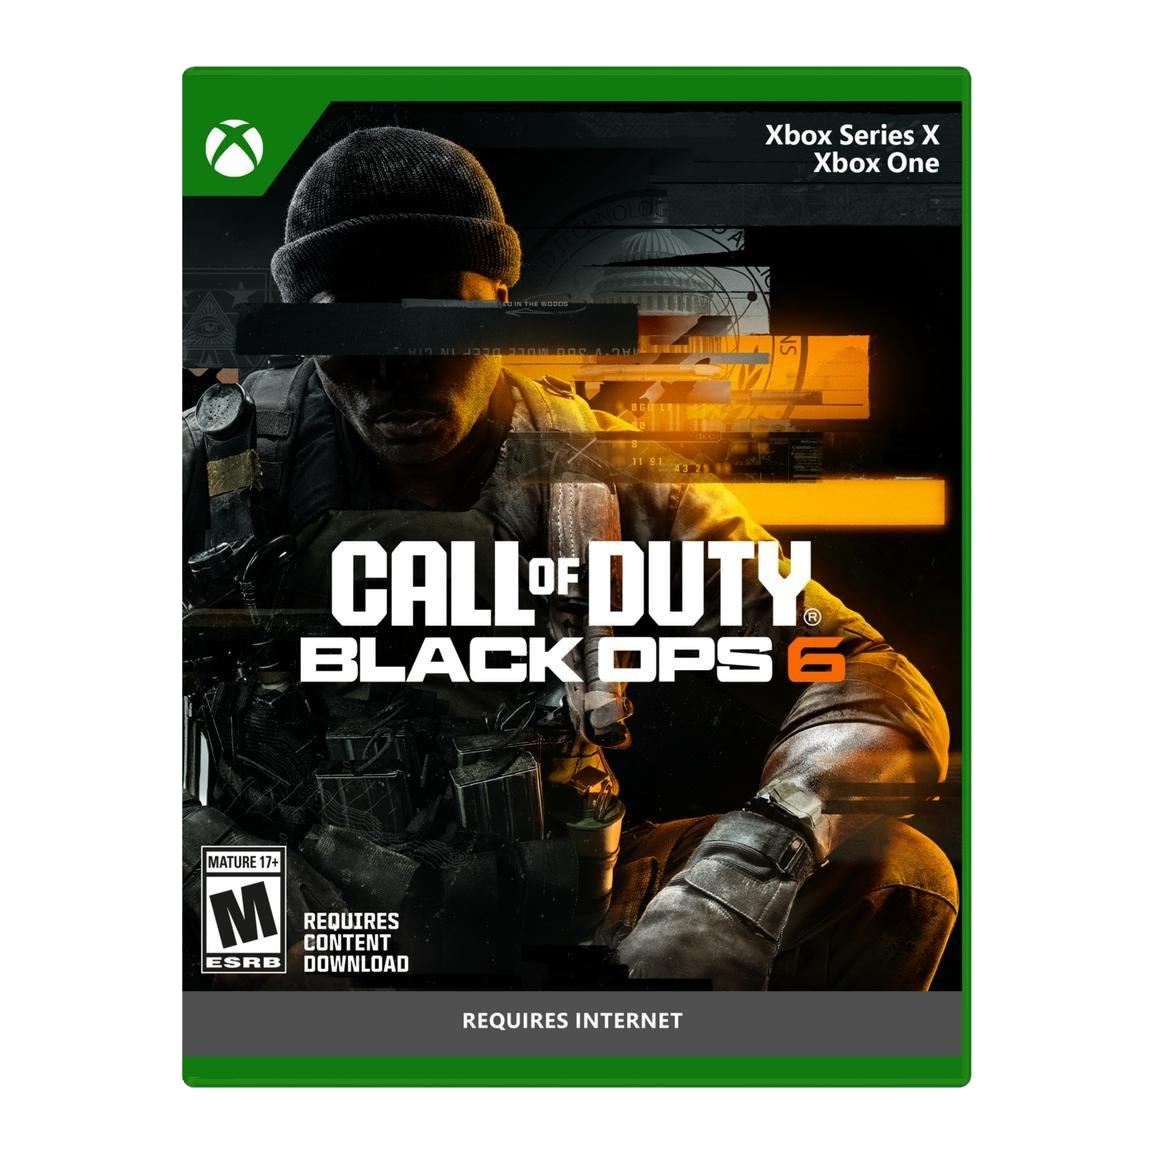 Xbox Series X
Xbox One
CALL OF DUTY®
BLACK OPS 6
MATURE 17+
M
ESRB
REQUIRES
CONTENT
DOWNLOAD
REQUIRES INTERNET